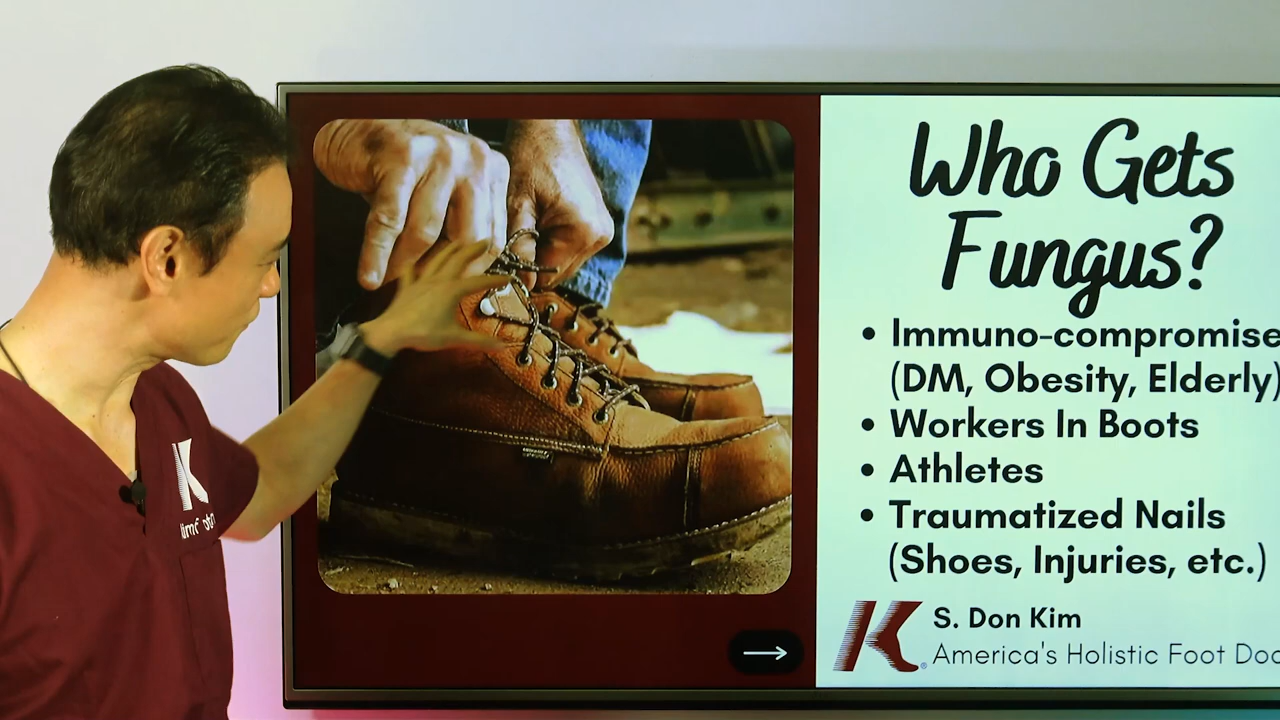 Who Gets
Fungus?
• Immuno-compromise
(DM, Obesity, Elderly)
• Workers In Boots
• Athletes
• Traumatized Nails
(Shoes, Injuries, etc.)
K
S. Don Kim
America's Holistic Foot Doc
K